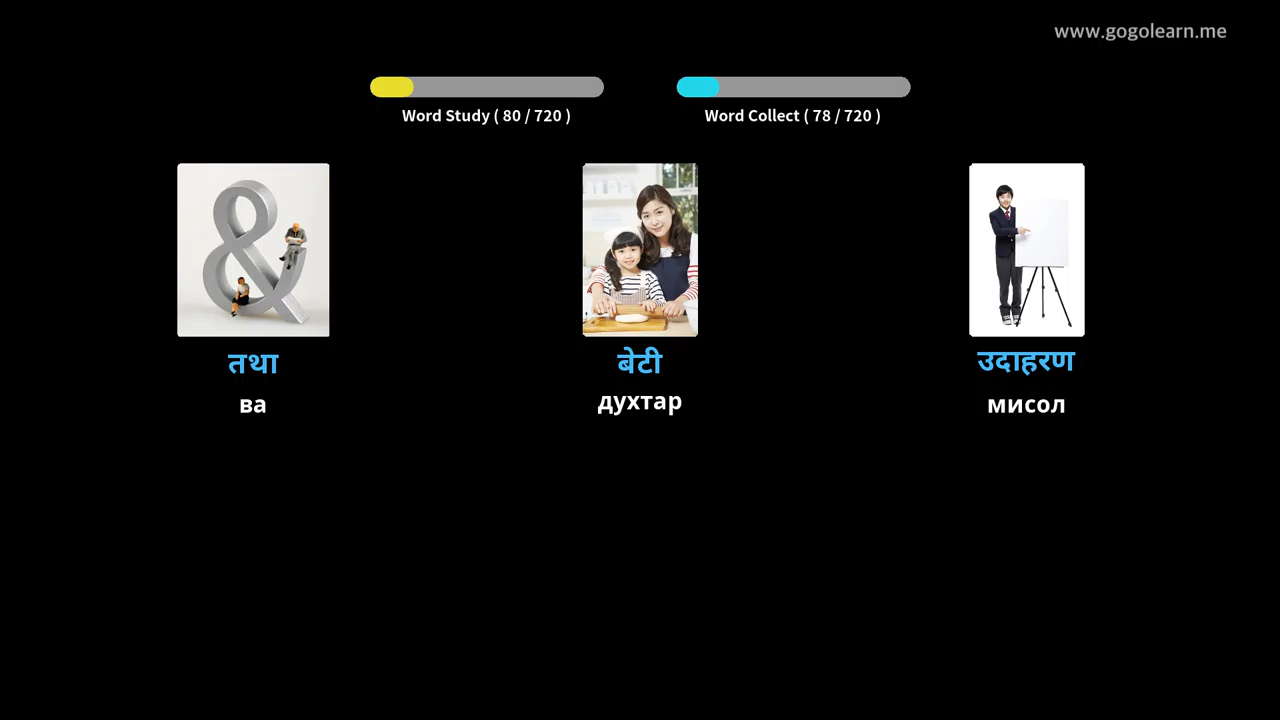 www.gogolearn.me
Word Study ( 80 / 720 )
Word Collect ( 78 / 720 )
तथा
बेटी
उदाहरण
ва
духтар
мисол